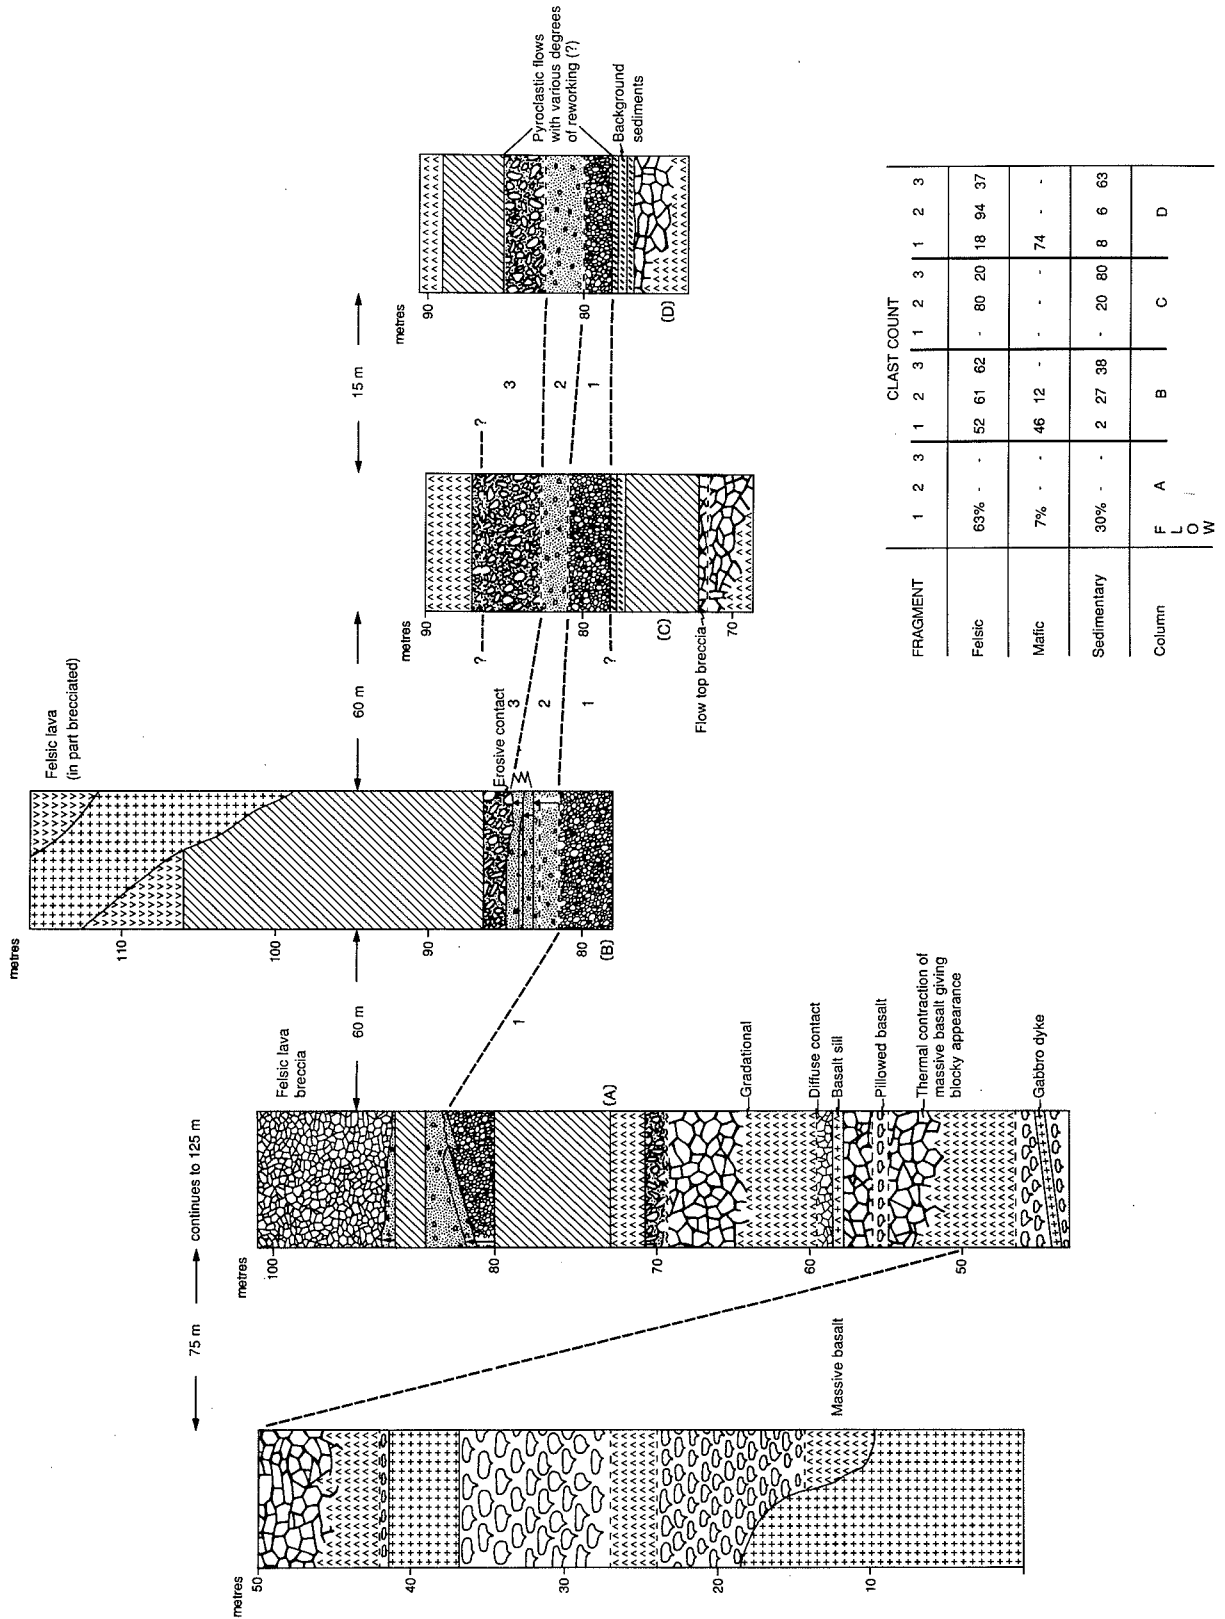 continues to 125 m
75 m
60 m
60 m
15 m
metres
50
40
30
20
10
Massive basalt
metres
100
80
70
60
50
Felsic lava
breccia
(A)
Gradational
Diffuse contact
Basalt sill
Pillowed basalt
Thermal contraction of
massive basalt giving
blocky appearance
Gabbro dyke
1
metres
110
100
90
80
(B)
Felsic lava
(in part brecciated)
Erosive contact
3
2
1
?
?
metres
90
80
70
(C)
Flow top breccia
?
3
2
1
metres
90
80
(D)
Pyroclastic flows
with various degrees
of reworking (?)
Background
sediments
CLAST COUNT
FRAGMENT 1 2 3 1 2 3 1 2 3 1 2 3
Felsic 63% - - 52 61 62 - 80 20 18 94 37
Mafic 7% - - 46 12 - - - - 74 - -
Sedimentary 30% - - 2 27 38 - 20 80 8 6 63
Column A B C D
F
L
O
W